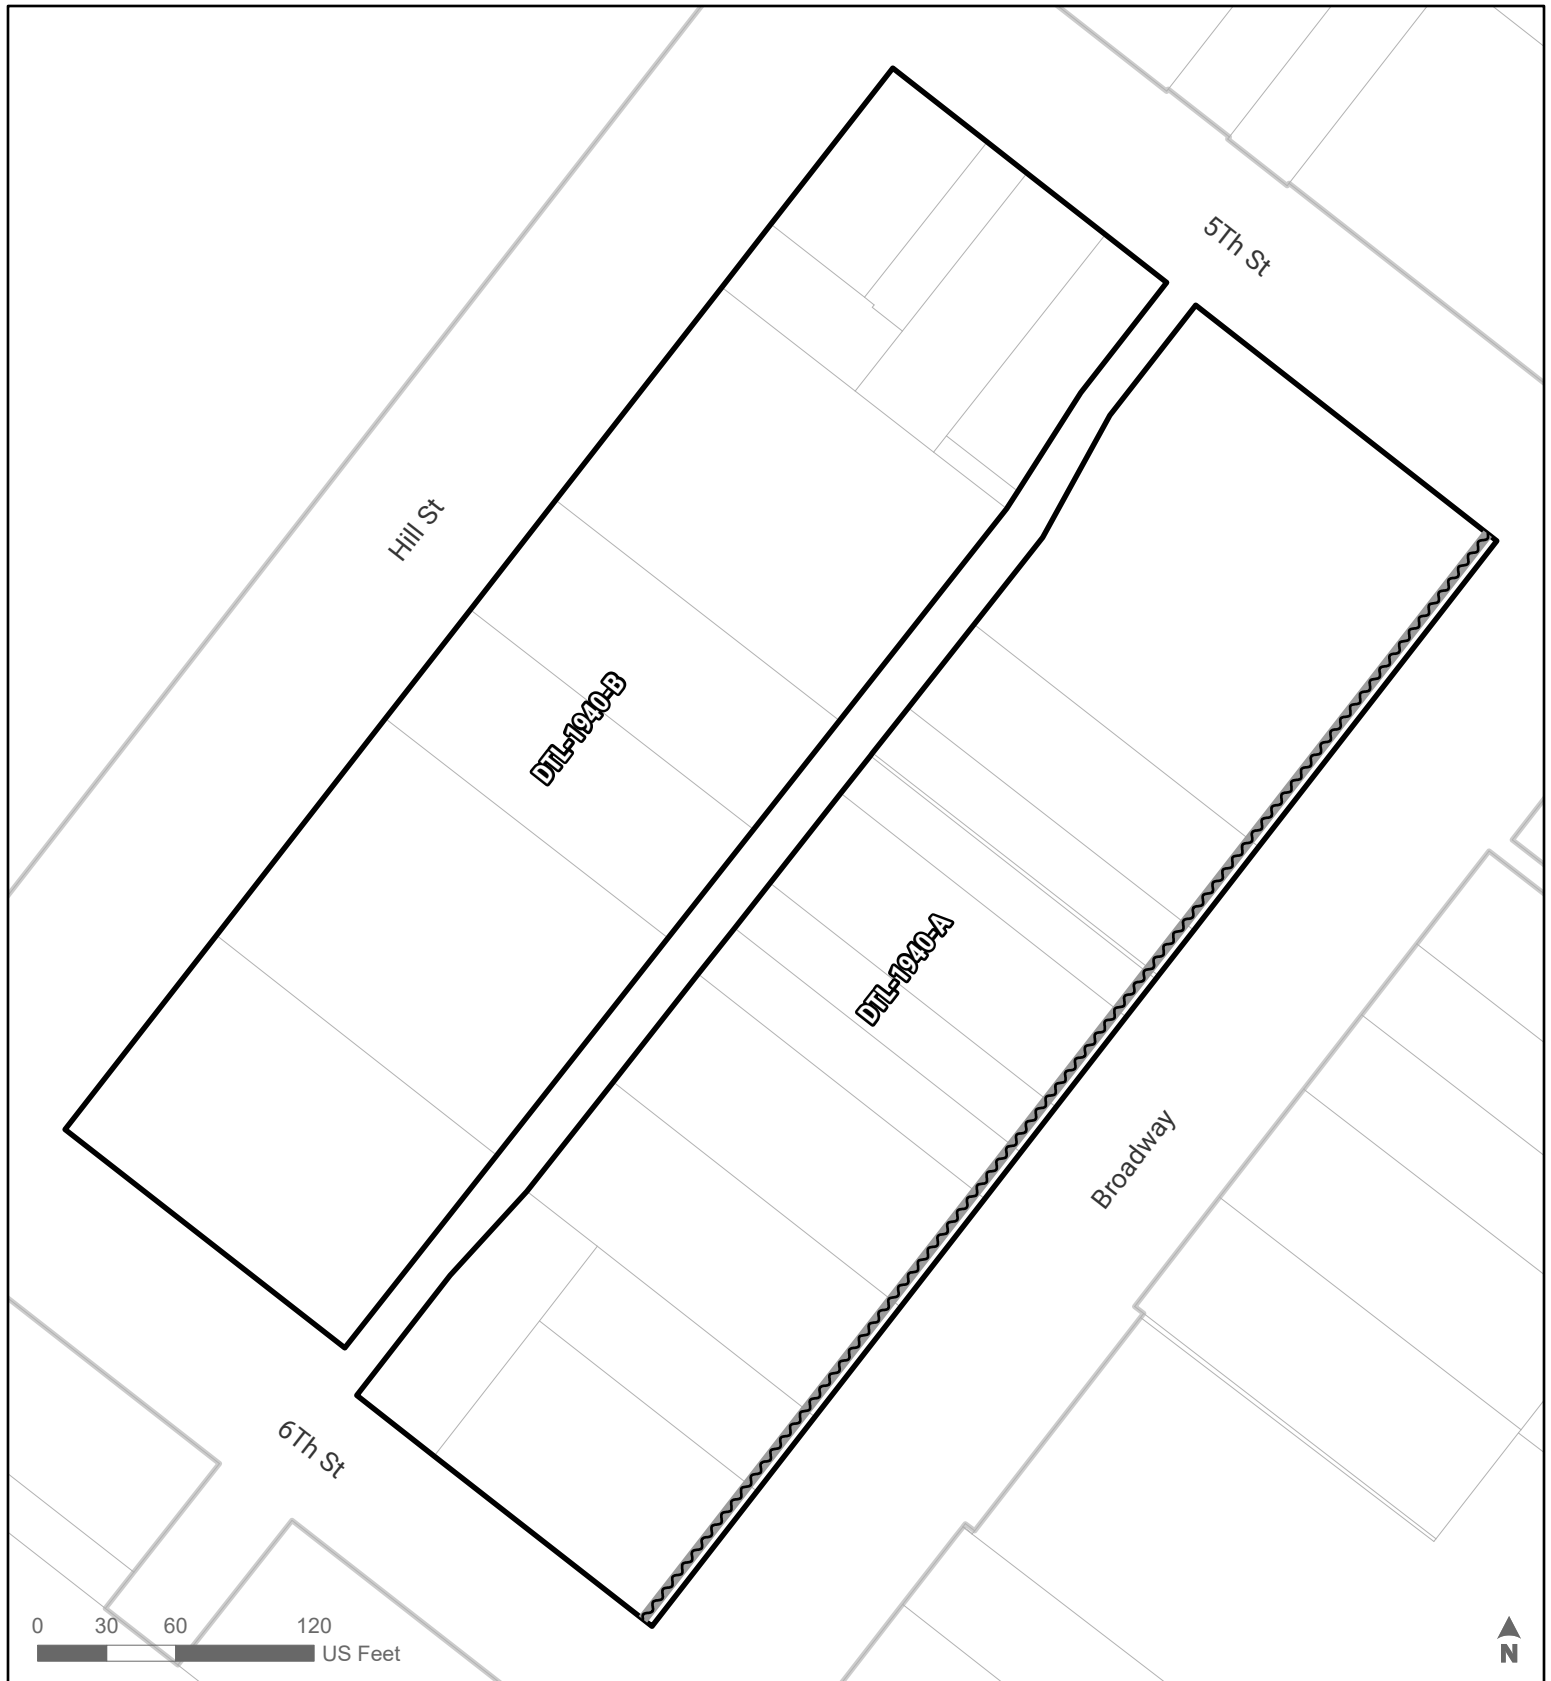 5Th St
Hill St
DTL-1940-B
DTL-1940-A
Broadway
6Th St
0 30 60 120
US Feet
N